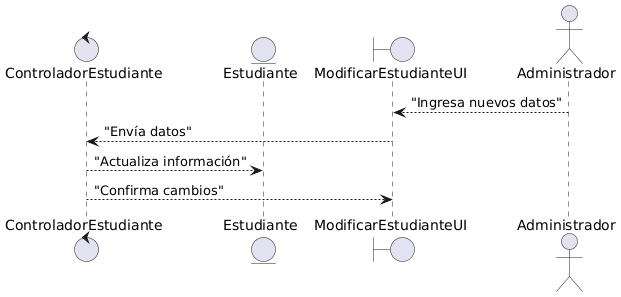 ControladorEstudiante Estudiante ModificarEstudianteUI Administrador
"Ingresa nuevos datos"
"Envía datos"
"Actualiza información"
"Confirma cambios"
ControladorEstudiante Estudiante ModificarEstudianteUI Administrador